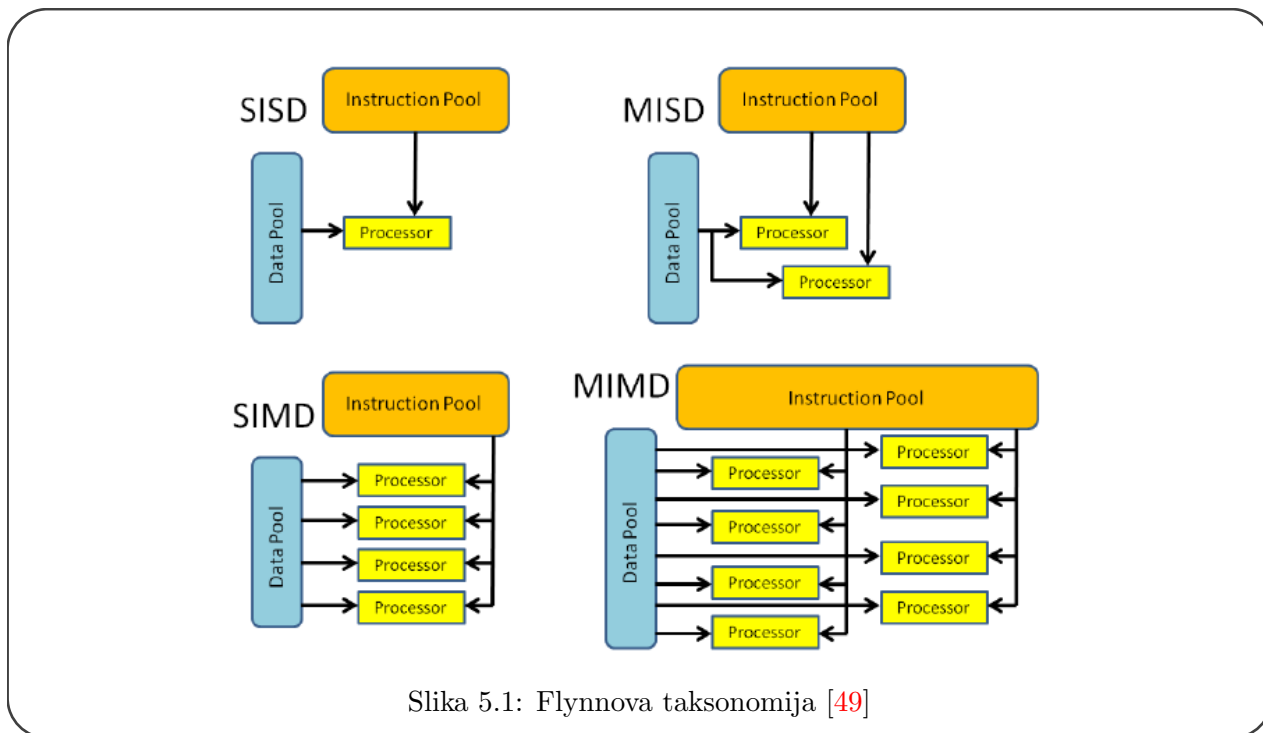 SISD
Instruction Pool
Data Pool
Processor
MISD
Instruction Pool
Data Pool
Processor
Processor
SIMD
Instruction Pool
Data Pool
Processor
Processor
Processor
Processor
MIMD
Instruction Pool
Data Pool
Processor
Processor
Processor
Processor
Processor
Processor
Processor
Processor
Slika 5.1: Flynnova taksonomija [49]